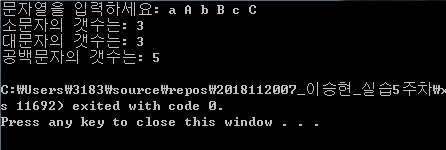 문자열을 입력하세요: a A b B c C
소문자의 갯수는: 3
대문자의 갯수는: 3
공백문자의 갯수는: 5
C:₩Users₩3183₩source₩repos₩2018112007_이승현_실습5주차₩x
s 11692) exited with code 0.
Press any key to close this window . . .